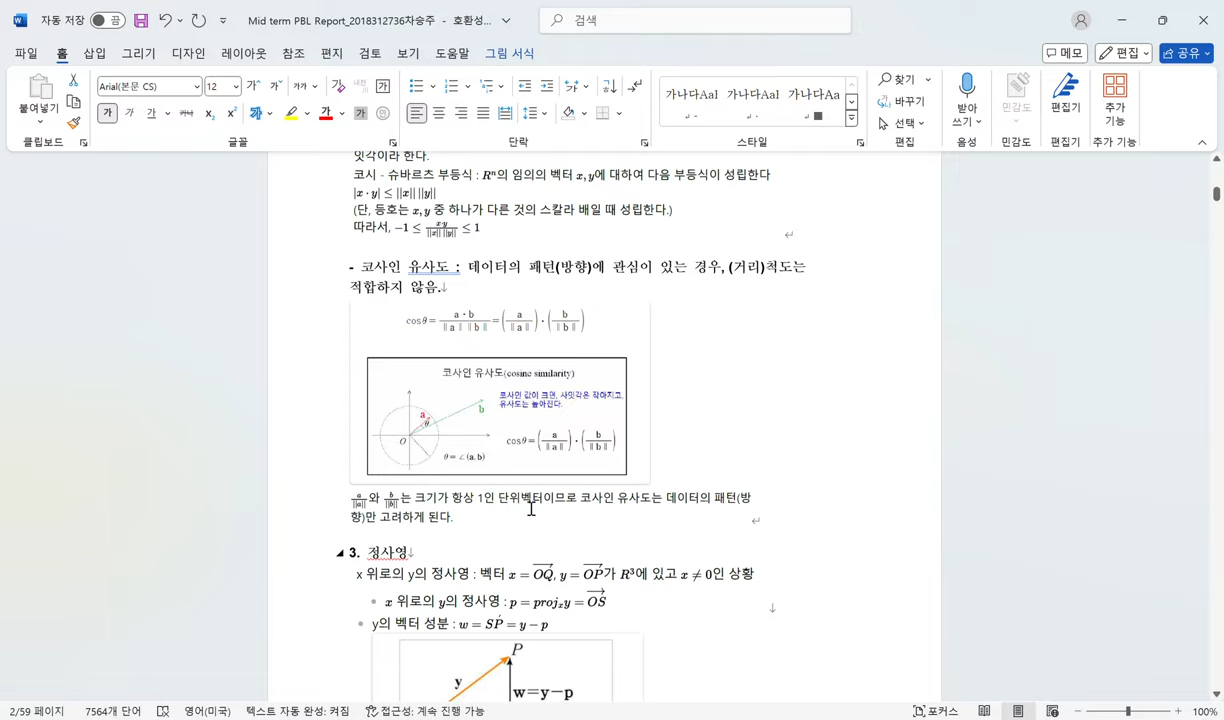 자동 저장 끔 Mid term PBL Report_2018312736차승주 - 호환성... 검색
파일 홈 삽입 그리기 디자인 레이아웃 참조 편지 검토 보기 도움말 그림 서식 메모 편집 공유
붙여넣기
Arial(본문 CS) 12 가^ 가ˇ 가가 가
가 가 가 가나 x₂ x² 가 가 가
가나다AaI 가나다AaI 가나다Aa
찾기
바꾸기
선택
받아쓰기
민감도
편집기
추가 기능
클립보드 글꼴 단락 스타일 편집 음성 민감도 편집기 추가 기능
잇각이라 한다.
코시 - 슈바르츠 부등식 : Rⁿ의 임의의 벡터 x, y에 대하여 다음 부등식이 성립한다
|x · y| ≤ ||x|| ||y||
(단, 등호는 x, y 중 하나가 다른 것의 스칼라 배일 때 성립한다.)
따라서, −1 ≤ x·y / ||x|| ||y|| ≤ 1
- 코사인 유사도 : 데이터의 패턴(방향)에 관심이 있는 경우, (거리)척도는
적합하지 않음.
cosθ = a·b / ∥a∥∥b∥ = (a / ∥a∥) · (b / ∥b∥)
코사인 유사도(cosine similarity)
코사인 값이 크면, 사잇각은 작아지고,
유사도는 높아진다.
a b θ O
cosθ = (a / ∥a∥) · (b / ∥b∥)
θ = ∠(a, b)
a / ||a|| 와 b / ||b|| 는 크기가 항상 1인 단위벡터이므로 코사인 유사도는 데이터의 패턴(방
향)만 고려하게 된다.
3. 정사영
x 위로의 y의 정사영 : 벡터 x = OQ, y = OP가 R³에 있고 x ≠ 0인 상황
x 위로의 y의 정사영 : p = projₓy = OS
y의 벡터 성분 : w = SP = y − p
P
y
w=y−p
2/59 페이지 7564개 단어 영어(미국) 텍스트 자동 완성: 켜짐 접근성: 계속 진행 가능 포커스 100%